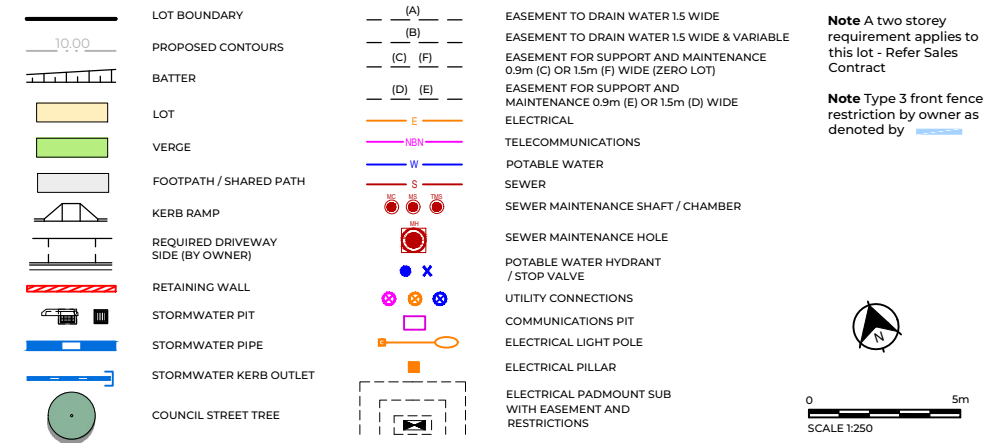 LOT BOUNDARY
10.00
PROPOSED CONTOURS
BATTER
LOT
VERGE
FOOTPATH / SHARED PATH
KERB RAMP
REQUIRED DRIVEWAY
SIDE (BY OWNER)
RETAINING WALL
STORMWATER PIT
STORMWATER PIPE
STORMWATER KERB OUTLET
COUNCIL STREET TREE
(A)
EASEMENT TO DRAIN WATER 1.5 WIDE
(B)
EASEMENT TO DRAIN WATER 1.5 WIDE & VARIABLE
(C) (F)
EASEMENT FOR SUPPORT AND MAINTENANCE
0.9m (C) OR 1.5m (F) WIDE (ZERO LOT)
(D) (E)
EASEMENT FOR SUPPORT AND
MAINTENANCE 0.9m (E) OR 1.5m (D) WIDE
E
ELECTRICAL
NBN
TELECOMMUNICATIONS
W
POTABLE WATER
S
SEWER
MC MS TMS
SEWER MAINTENANCE SHAFT / CHAMBER
MH
SEWER MAINTENANCE HOLE
POTABLE WATER HYDRANT
/ STOP VALVE
UTILITY CONNECTIONS
COMMUNICATIONS PIT
ELECTRICAL LIGHT POLE
ELECTRICAL PILLAR
ELECTRICAL PADMOUNT SUB
WITH EASEMENT AND
RESTRICTIONS
Note A two storey
requirement applies to
this lot - Refer Sales
Contract
Note Type 3 front fence
restriction by owner as
denoted by
N
0 5m
SCALE 1:250